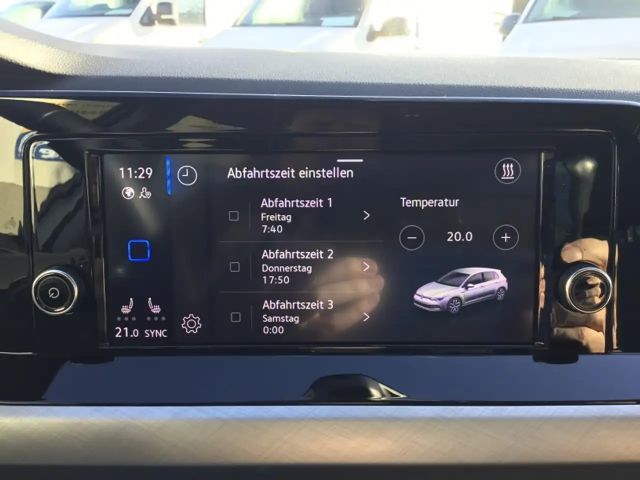 11:29
Abfahrtszeit einstellen
Abfahrtszeit 1
Freitag
7:40
Temperatur
− 20.0 +
Abfahrtszeit 2
Donnerstag
17:50
Abfahrtszeit 3
Samstag
0:00
21.0 SYNC